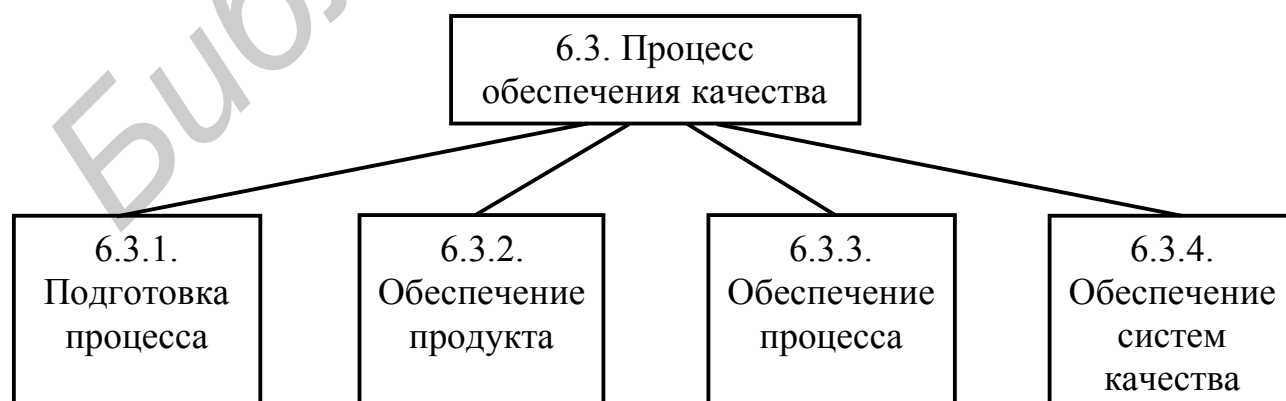 6.3. Процесс
обеспечения качества
6.3.1.
Подготовка
процесса
6.3.2.
Обеспечение
продукта
6.3.3.
Обеспечение
процесса
6.3.4.
Обеспечение
систем
качества